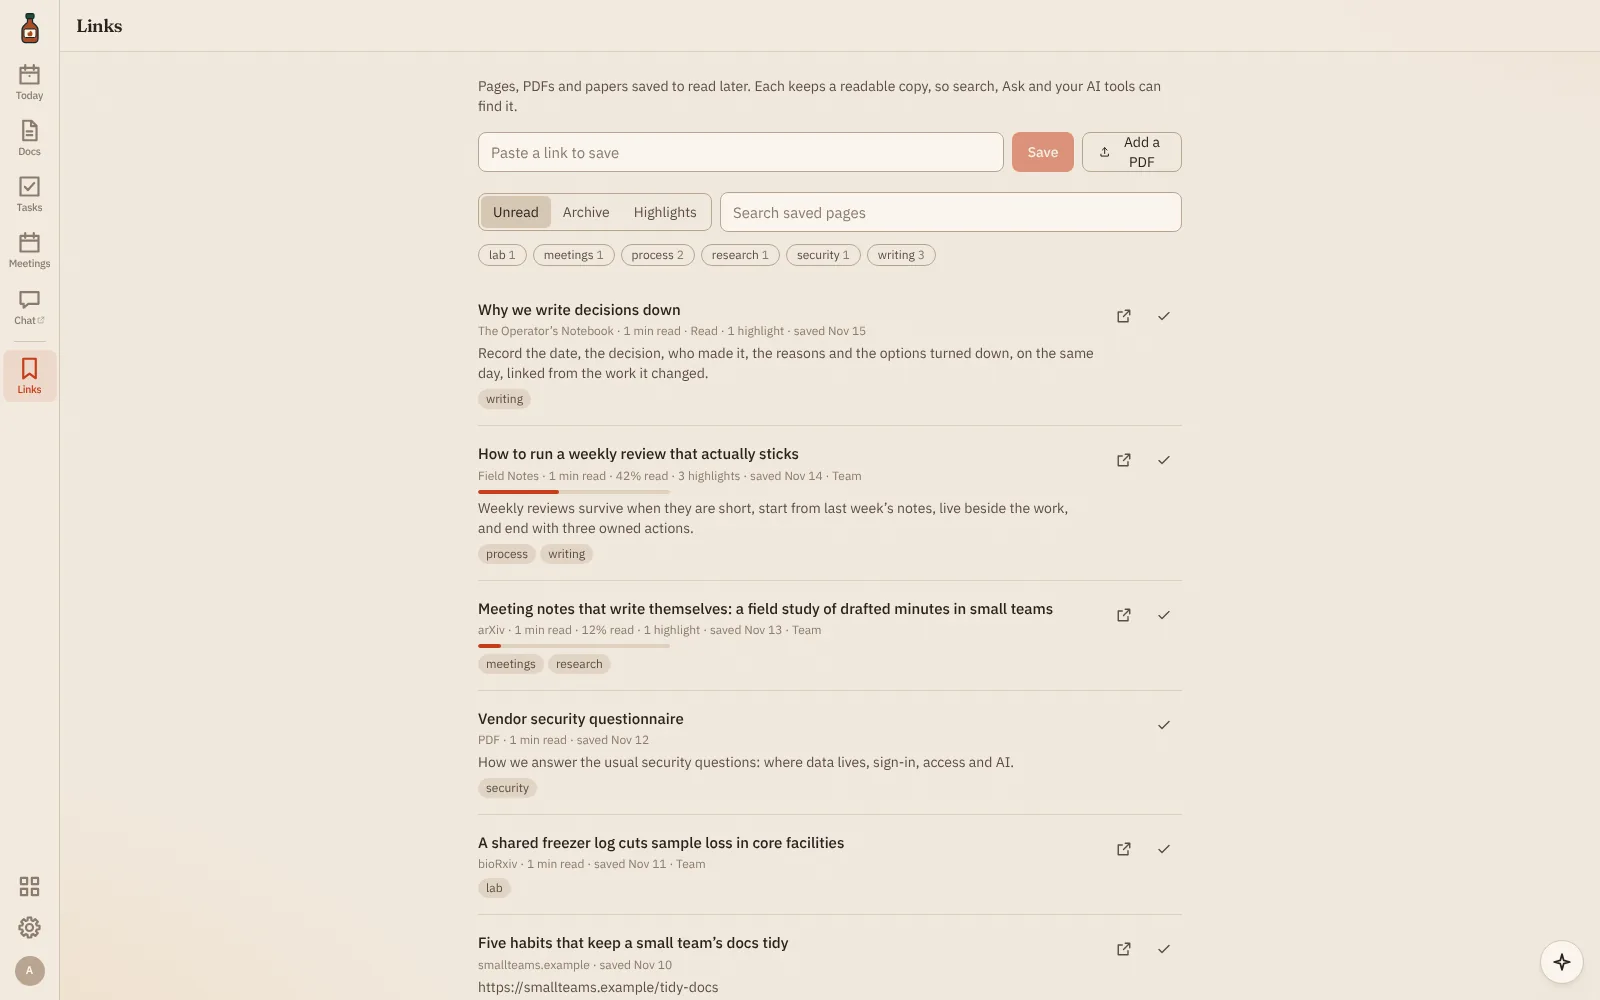 Links
Today
Docs
Tasks
Meetings
Chat
Links
A
Pages, PDFs and papers saved to read later. Each keeps a readable copy, so search, Ask and your AI tools can
find it.
Paste a link to save
Save
Add a
PDF
Unread
Archive
Highlights
Search saved pages
lab 1
meetings 1
process 2
research 1
security 1
writing 3
Why we write decisions down
The Operator’s Notebook · 1 min read · Read · 1 highlight · saved Nov 15
Record the date, the decision, who made it, the reasons and the options turned down, on the same
day, linked from the work it changed.
writing
How to run a weekly review that actually sticks
Field Notes · 1 min read · 42% read · 3 highlights · saved Nov 14 · Team
Weekly reviews survive when they are short, start from last week’s notes, live beside the work,
and end with three owned actions.
process writing
Meeting notes that write themselves: a field study of drafted minutes in small teams
arXiv · 1 min read · 12% read · 1 highlight · saved Nov 13 · Team
meetings research
Vendor security questionnaire
PDF · 1 min read · saved Nov 12
How we answer the usual security questions: where data lives, sign-in, access and AI.
security
A shared freezer log cuts sample loss in core facilities
bioRxiv · 1 min read · saved Nov 11 · Team
lab
Five habits that keep a small team’s docs tidy
smallteams.example · saved Nov 10
https://smallteams.example/tidy-docs